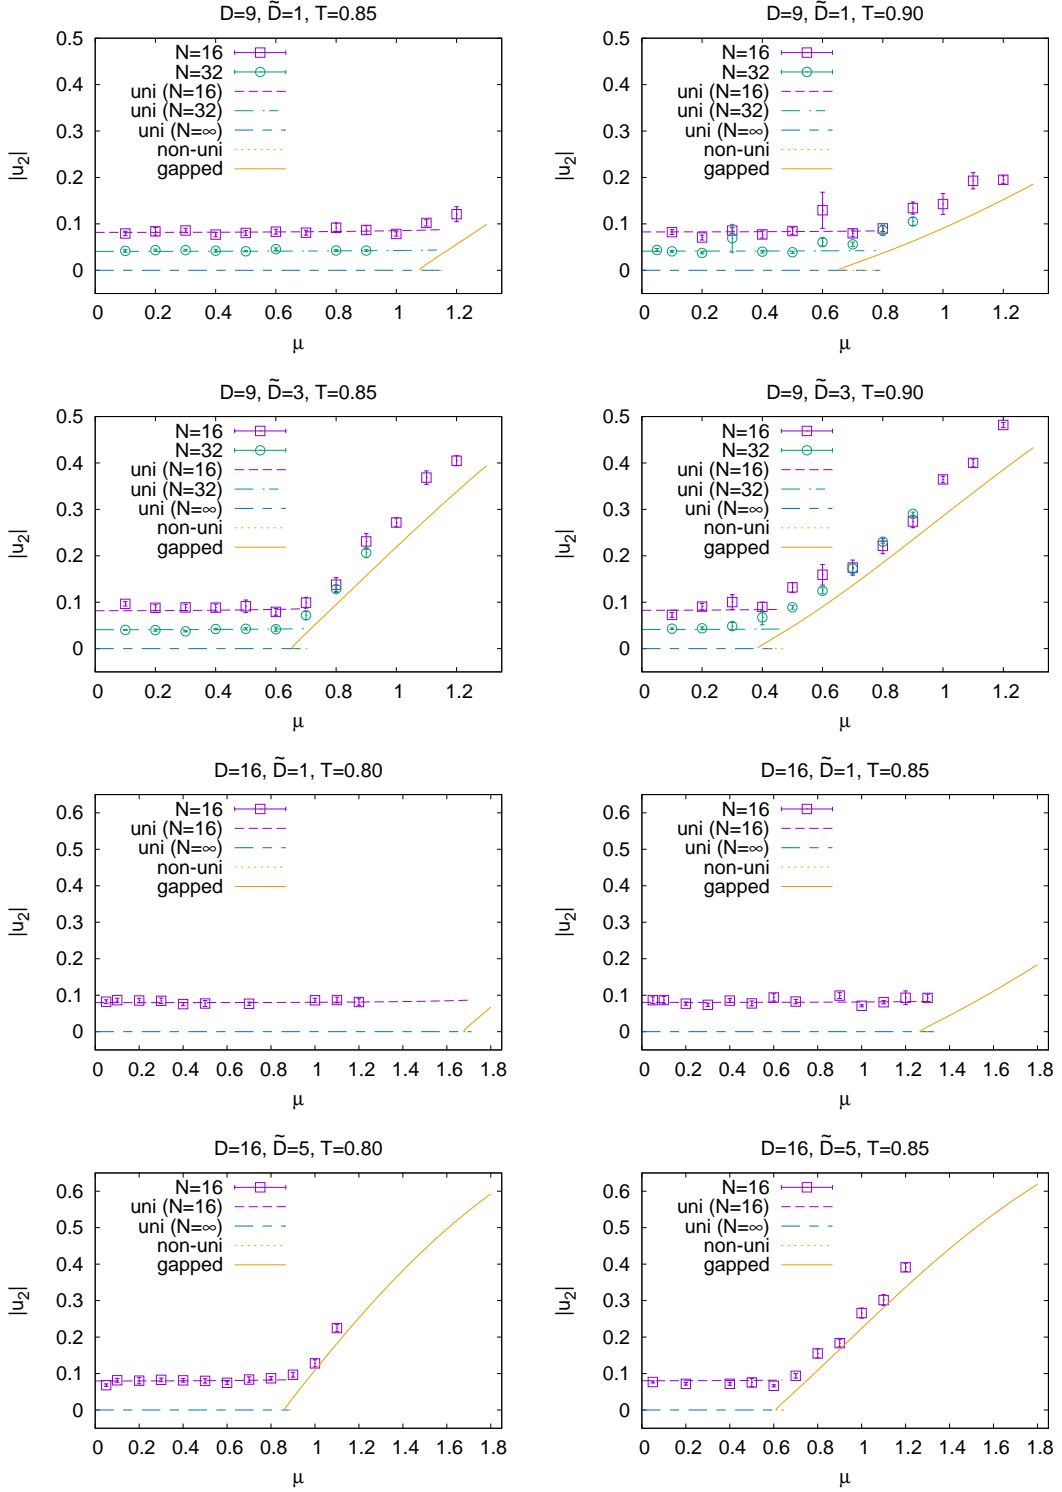 D=9, D̃=1, T=0.85
0.5
0.4
0.3
0.2
0.1
0
|u₂|
N=16
N=32
uni (N=16)
uni (N=32)
uni (N=∞)
non-uni
gapped
0 0.2 0.4 0.6 0.8 1 1.2
μ
D=9, D̃=1, T=0.90
0.5
0.4
0.3
0.2
0.1
0
|u₂|
N=16
N=32
uni (N=16)
uni (N=32)
uni (N=∞)
non-uni
gapped
0 0.2 0.4 0.6 0.8 1 1.2
μ
D=9, D̃=3, T=0.85
0.5
0.4
0.3
0.2
0.1
0
|u₂|
N=16
N=32
uni (N=16)
uni (N=32)
uni (N=∞)
non-uni
gapped
0 0.2 0.4 0.6 0.8 1 1.2
μ
D=9, D̃=3, T=0.90
0.5
0.4
0.3
0.2
0.1
0
|u₂|
N=16
N=32
uni (N=16)
uni (N=32)
uni (N=∞)
non-uni
gapped
0 0.2 0.4 0.6 0.8 1 1.2
μ
D=16, D̃=1, T=0.80
0.6
0.5
0.4
0.3
0.2
0.1
0
|u₂|
N=16
uni (N=16)
uni (N=∞)
non-uni
gapped
0 0.2 0.4 0.6 0.8 1 1.2 1.4 1.6 1.8
μ
D=16, D̃=1, T=0.85
0.6
0.5
0.4
0.3
0.2
0.1
0
|u₂|
N=16
uni (N=16)
uni (N=∞)
non-uni
gapped
0 0.2 0.4 0.6 0.8 1 1.2 1.4 1.6 1.8
μ
D=16, D̃=5, T=0.80
0.6
0.5
0.4
0.3
0.2
0.1
0
|u₂|
N=16
uni (N=16)
uni (N=∞)
non-uni
gapped
0 0.2 0.4 0.6 0.8 1 1.2 1.4 1.6 1.8
μ
D=16, D̃=5, T=0.85
0.6
0.5
0.4
0.3
0.2
0.1
0
|u₂|
N=16
uni (N=16)
uni (N=∞)
non-uni
gapped
0 0.2 0.4 0.6 0.8 1 1.2 1.4 1.6 1.8
μ